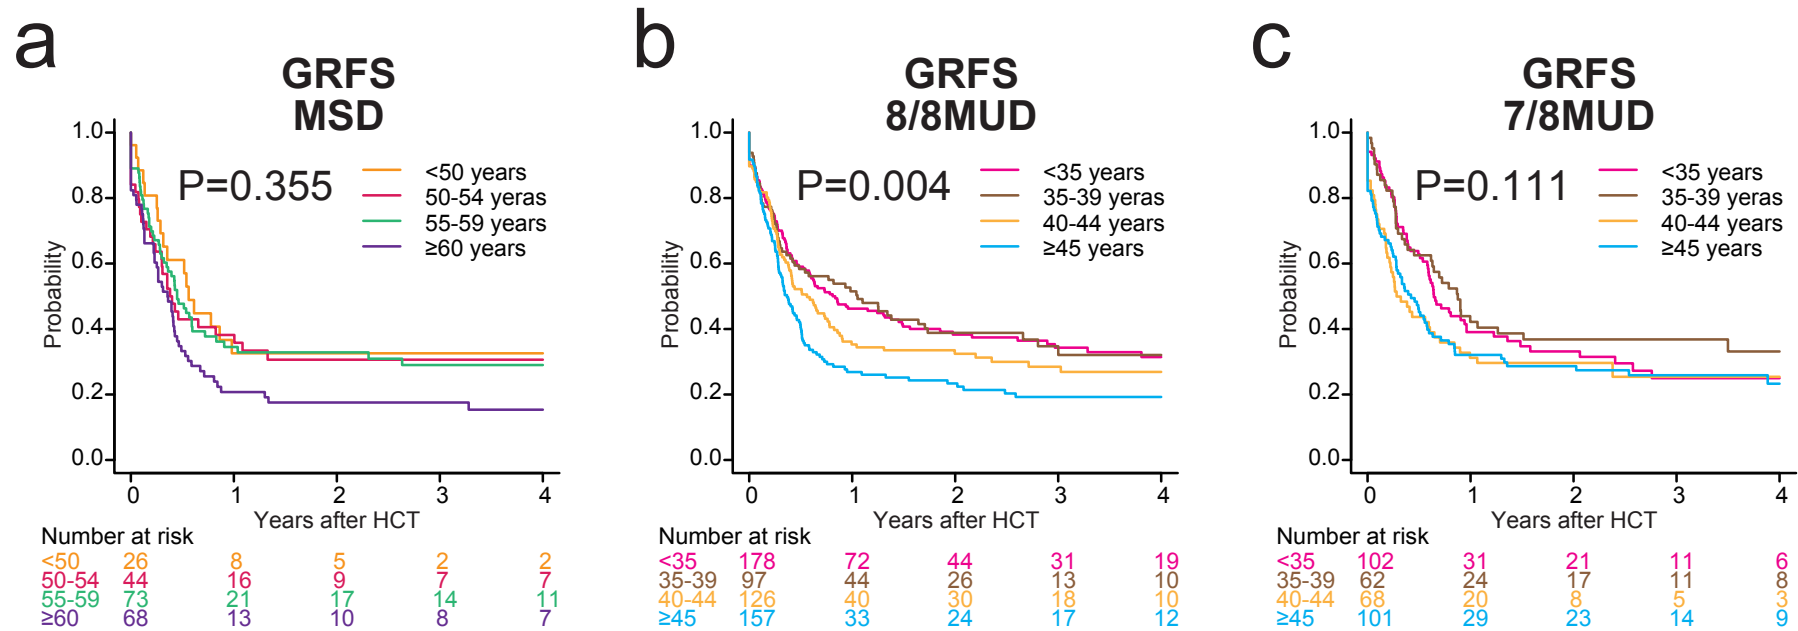 a
GRFS
MSD
P=0.355
<50 years
50-54 yeras
55-59 years
≥60 years
Probability
1.0
0.8
0.6
0.4
0.2
0.0
0 1 2 3 4
Years after HCT
Number at risk
<50 26 8 5 2 2
50-54 44 16 9 7 7
55-59 73 21 17 14 11
≥60 68 13 10 8 7
b
GRFS
8/8MUD
P=0.004
<35 years
35-39 yeras
40-44 years
≥45 years
Probability
1.0
0.8
0.6
0.4
0.2
0.0
0 1 2 3 4
Years after HCT
Number at risk
<35 178 72 44 31 19
35-39 97 44 26 13 10
40-44 126 40 30 18 10
≥45 157 33 24 17 12
c
GRFS
7/8MUD
P=0.111
<35 years
35-39 yeras
40-44 years
≥45 years
Probability
1.0
0.8
0.6
0.4
0.2
0.0
0 1 2 3 4
Years after HCT
Number at risk
<35 102 31 21 11 6
35-39 62 24 17 11 8
40-44 68 20 8 5 3
≥45 101 29 23 14 9